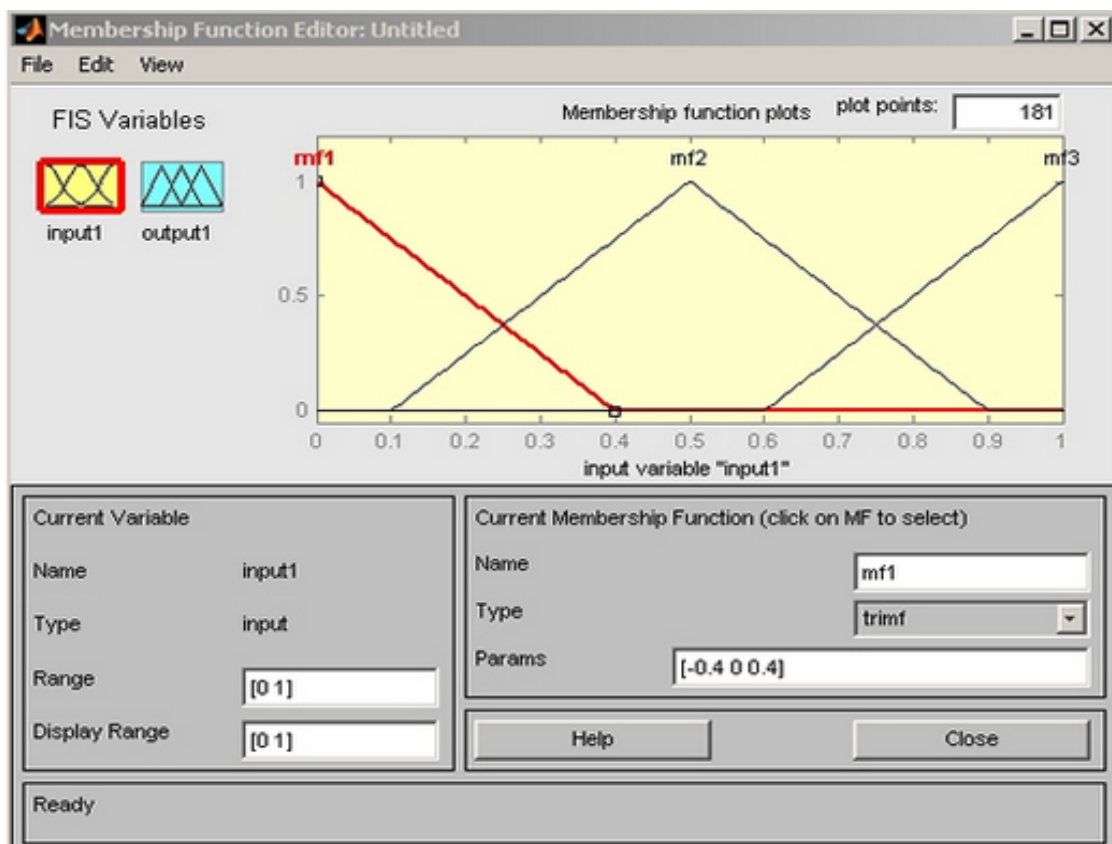 Membership Function Editor: Untitled
File Edit View
FIS Variables
Membership function plots plot points: 181
mf1 mf2 mf3
input1 output1
1
0.5
0
0 0.1 0.2 0.3 0.4 0.5 0.6 0.7 0.8 0.9 1
input variable "input1"
Current Variable
Name input1
Type input
Range [0 1]
Display Range [0 1]
Current Membership Function (click on MF to select)
Name mf1
Type trimf
Params [-0.4 0 0.4]
Help Close
Ready